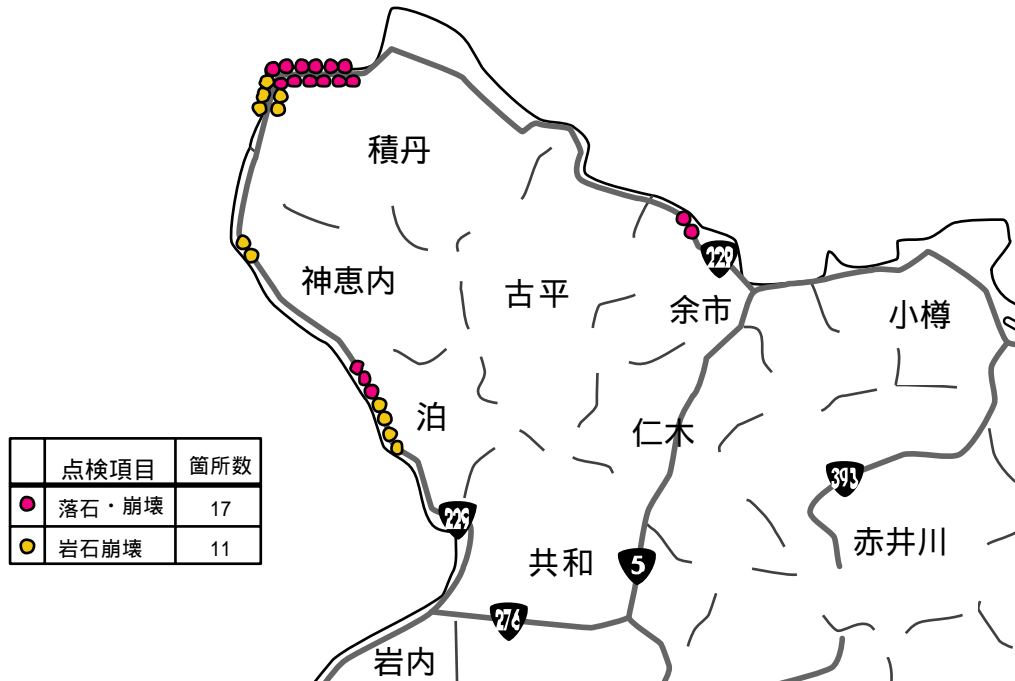 積丹
神恵内
古平
余市
229
小樽
泊
仁木
393
点検項目 箇所数
落石・崩壊 17
岩石崩壊 11
229
共和
5
赤井川
276
岩内